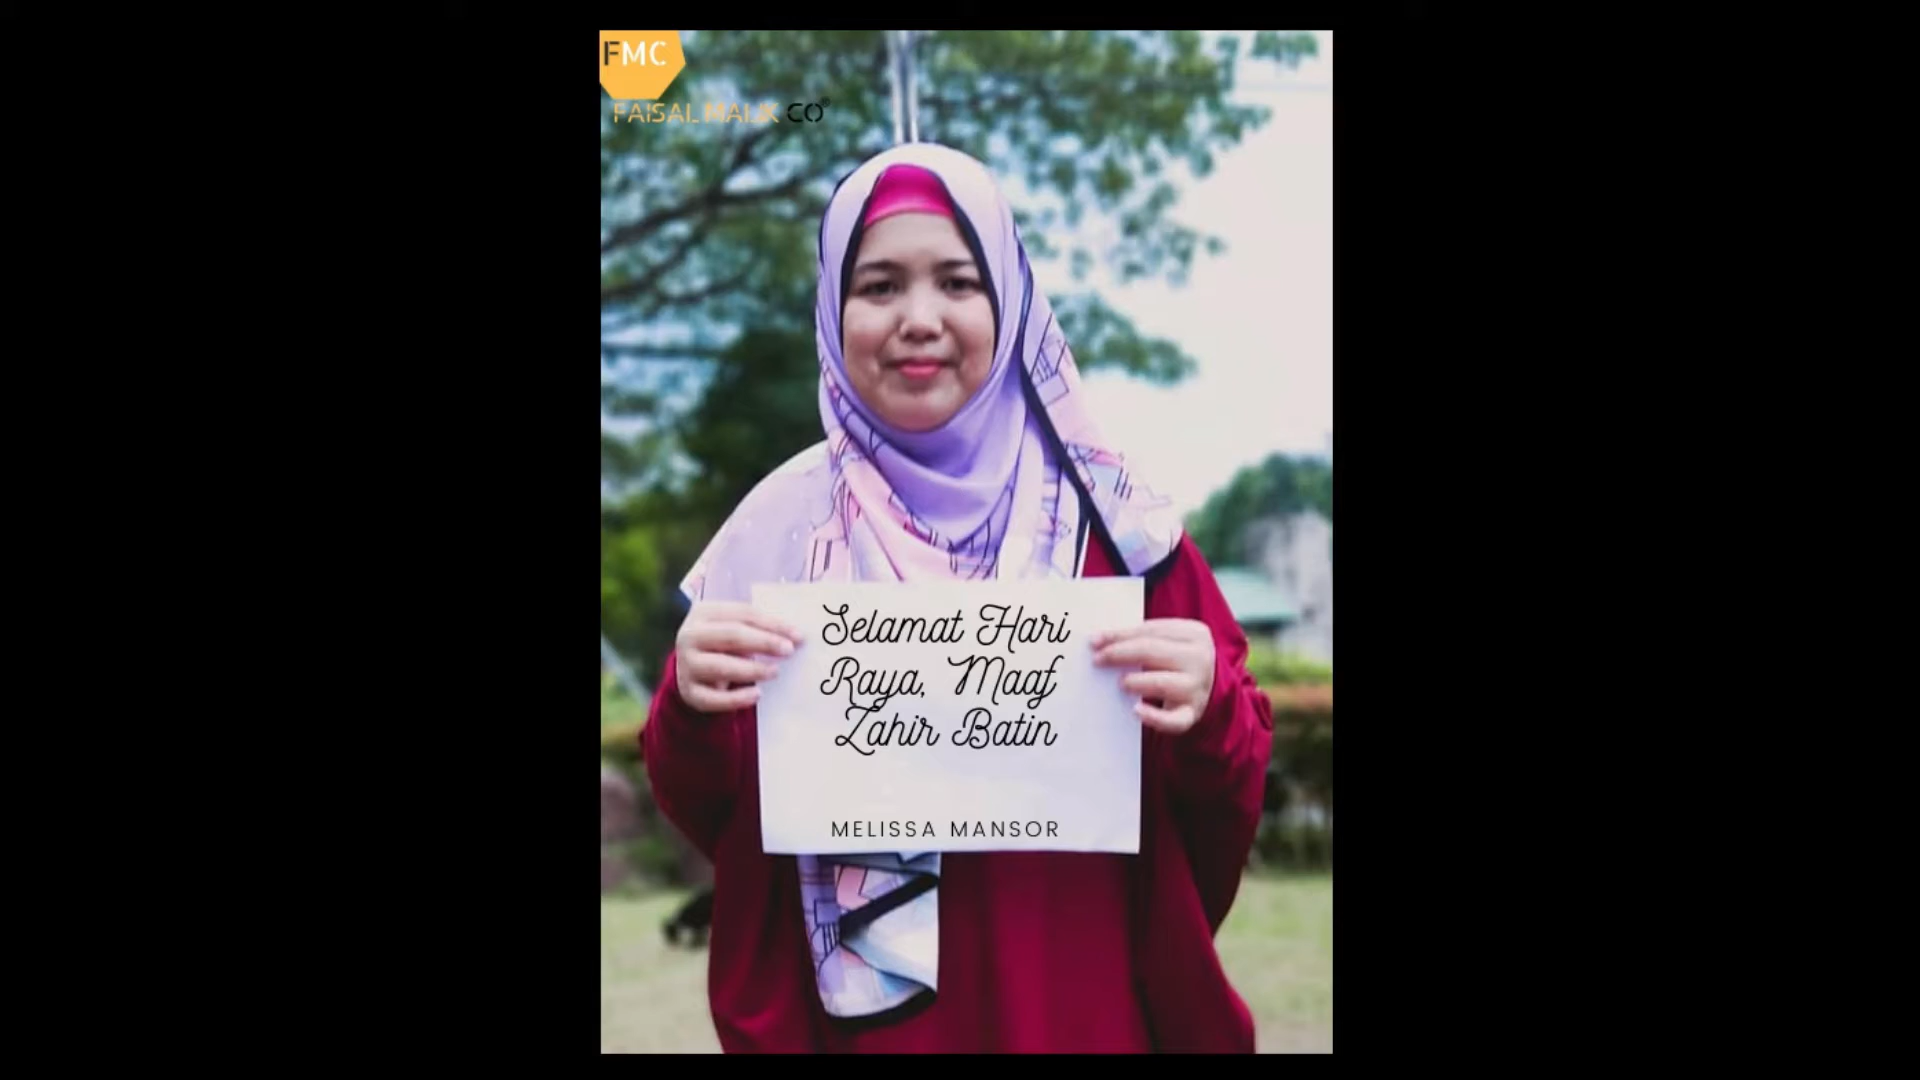 FMC
FAISAL MALIK CO®
Selamat Hari
Raya, Maaf
Zahir Batin
MELISSA MANSOR